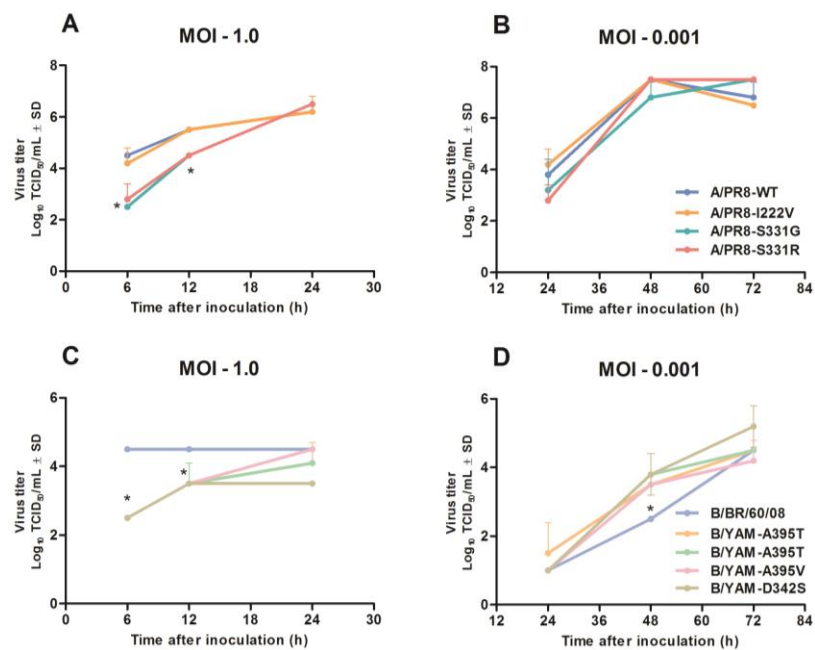 A
MOI - 1.0
Virus titer
Log₁₀ TCID₅₀/mL ± SD
8
6
4
2
0
*
*
0 6 12 18 24 30
Time after inoculation (h)
B
MOI - 0.001
Virus titer
Log₁₀ TCID₅₀/mL ± SD
8
6
4
2
0
A/PR8-WT
A/PR8-I222V
A/PR8-S331G
A/PR8-S331R
12 24 36 48 60 72 84
Time after inoculation (h)
C
MOI - 1.0
Virus titer
Log₁₀ TCID₅₀/mL ± SD
6
4
2
0
*
*
0 6 12 18 24 30
Time after inoculation (h)
D
MOI - 0.001
Virus titer
Log₁₀ TCID₅₀/mL ± SD
6
4
2
0
*
B/BR/60/08
B/YAM-A395T
B/YAM-A395T
B/YAM-A395V
B/YAM-D342S
12 24 36 48 60 72 84
Time after inoculation (h)